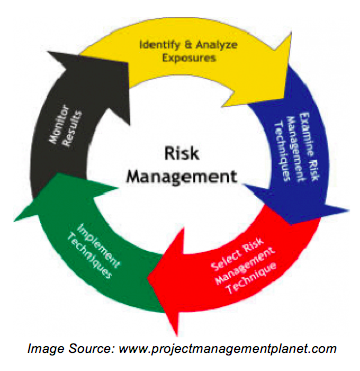 Identify & Analyze
Exposures
Examine Risk
Management
Techniques
Select Risk
Management
Technique
Implement
Techniques
Monitor
Results
Risk
Management
Image Source: www.projectmanagementplanet.com